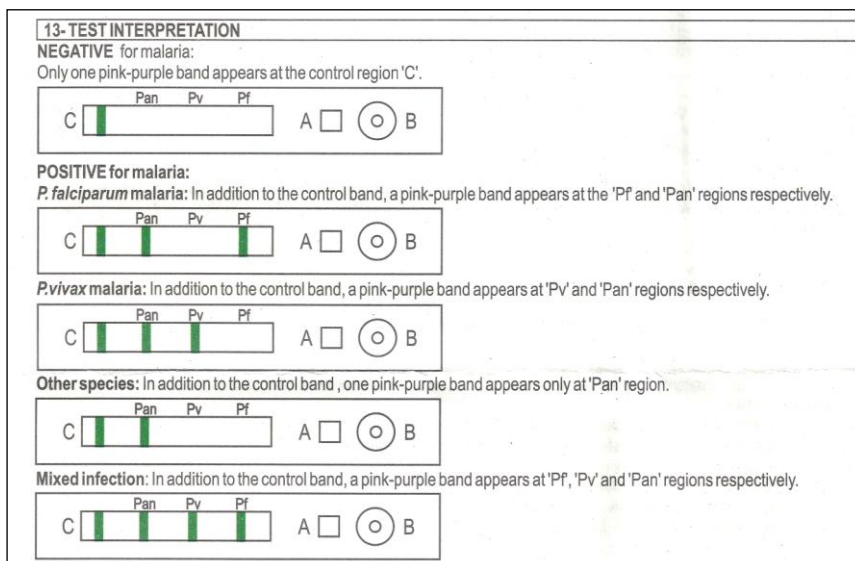 13- TEST INTERPRETATION
NEGATIVE for malaria:
Only one pink-purple band appears at the control region 'C'.
Pan Pv Pf
C A B
POSITIVE for malaria:
P. falciparum malaria: In addition to the control band, a pink-purple band appears at the 'Pf' and 'Pan' regions respectively.
Pan Pv Pf
C A B
P.vivax malaria: In addition to the control band, a pink-purple band appears at 'Pv' and 'Pan' regions respectively.
Pan Pv Pf
C A B
Other species: In addition to the control band , one pink-purple band appears only at 'Pan' region.
Pan Pv Pf
C A B
Mixed infection: In addition to the control band, a pink-purple band appears at 'Pf', 'Pv' and 'Pan' regions respectively.
Pan Pv Pf
C A B